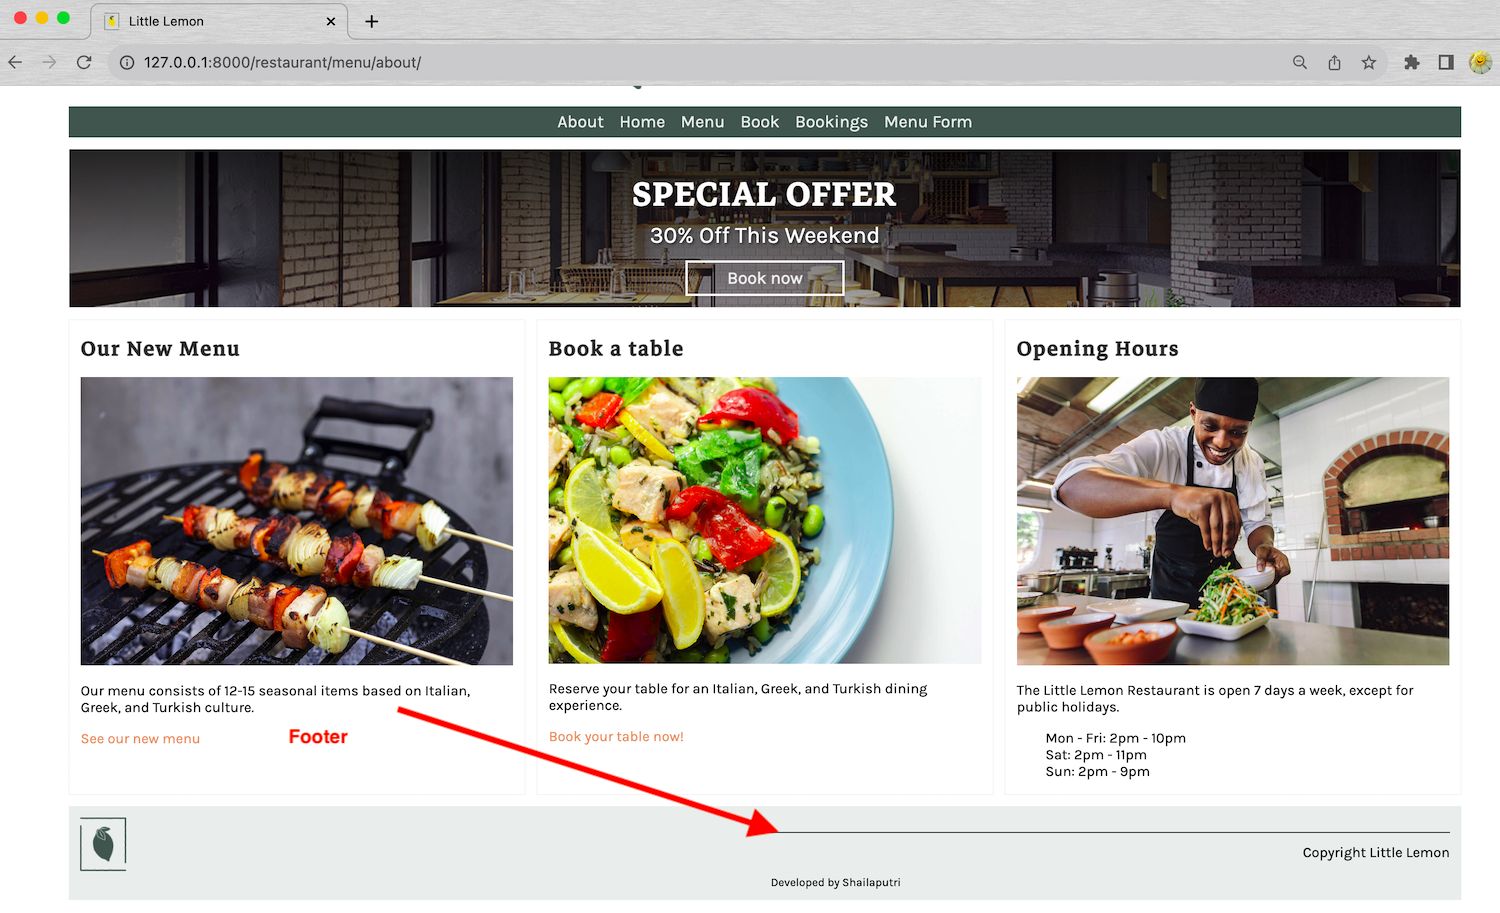 Little Lemon
127.0.0.1:8000/restaurant/menu/about/
About Home Menu Book Bookings Menu Form
SPECIAL OFFER
30% Off This Weekend
Book now
Our New Menu
Our menu consists of 12-15 seasonal items based on Italian,
Greek, and Turkish culture.
See our new menu
Footer
Book a table
Reserve your table for an Italian, Greek, and Turkish dining
experience.
Book your table now!
Opening Hours
The Little Lemon Restaurant is open 7 days a week, except for
public holidays.
Mon - Fri: 2pm - 10pm
Sat: 2pm - 11pm
Sun: 2pm - 9pm
Copyright Little Lemon
Developed by Shailaputri